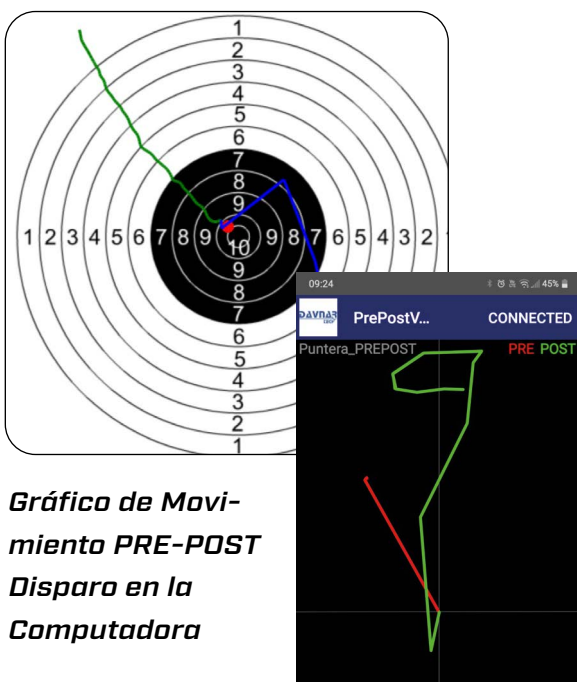 1
2
3
4
5
6
7
8
9
1 2 3 4 5 6 7 8 9 10 9 8 7 6 5 4 3 2
9
8
7
6
5
4
3
2
1
09:24 45%
DAVNAR PrePostV... CONNECTED
Puntera_PREPOST PRE POST
Gráfico de Movi-
miento PRE-POST
Disparo en la
Computadora